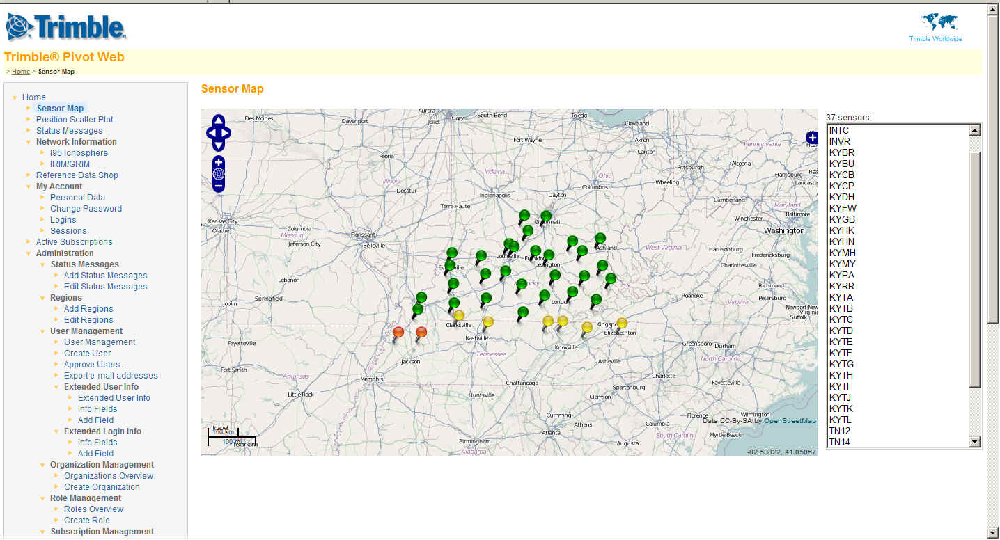 Trimble.
Trimble Worldwide
Trimble® Pivot Web
> Home > Sensor Map
Home
Sensor Map
Position Scatter Plot
Status Messages
Network Information
I95 Ionosphere
IRIM/GRIM
Reference Data Shop
My Account
Personal Data
Change Password
Logins
Sessions
Active Subscriptions
Administration
Status Messages
Add Status Messages
Edit Status Messages
Regions
Add Regions
Edit Regions
User Management
User Management
Create User
Approve Users
Export e-mail addresses
Extended User Info
Extended User Info
Info Fields
Add Field
Extended Login Info
Info Fields
Add Field
Organization Management
Organizations Overview
Create Organization
Role Management
Roles Overview
Create Role
Subscription Management
Sensor Map
Des Moines
Davenport
Aurora
Joliet
Gary
South Bend
Toledo
Cleveland
Fort Wayne
Akron
Canton
Pennsylvania
Peoria
Pittsburgh
Altoona
Harrisburg
Lancaster
Indiana
Illinois
Ohio
Wheeling
Decatur
Indianapolis
Dayton
Columbus
Cumberland
Maryland
Terre Haute
Baltimore
Winchester
Kansas City
Olathe
Columbia
Missouri
Jefferson City
Florissant
Belleville
Cincinnati
Washington
Ashland
West Virginia
Harrisonburg
Fredericksburg
Louisville
Frankfort
Lexington
Charlottesville
Lebanon
Richmond
Joplin
Springfield
London
Roanoke
Virginia
Petersburg
Newport New
Suffolk
Clarksville
Kingsport
Elizabethton
Fayetteville
Nashville
Knoxville
Greensboro
Durham
Tennessee
North Carolina
Jackson
Asheville
Fort Smith
Arkansas
Memphis
Chattanooga
Charlotte
Fayetteville
Spartanburg
Little Rock
Huntsville
Clemson
Cumming
Florence
Wilmington
Athens
Columbia
Data CC-By-SA by OpenStreetMap
Idabel
100 km
100 mi
Texarkana
Atlanta
South Carolina
Myrtle Beach
Birmingham
Alabama
Augusta
-82.53822, 41.05067
37 sensors:
INTC
INVR
KYBR
KYBU
KYCB
KYCP
KYDH
KYFW
KYGB
KYHK
KYHN
KYMH
KYMY
KYPA
KYRR
KYTA
KYTB
KYTC
KYTD
KYTE
KYTF
KYTG
KYTH
KYTI
KYTJ
KYTK
KYTL
TN12
TN14